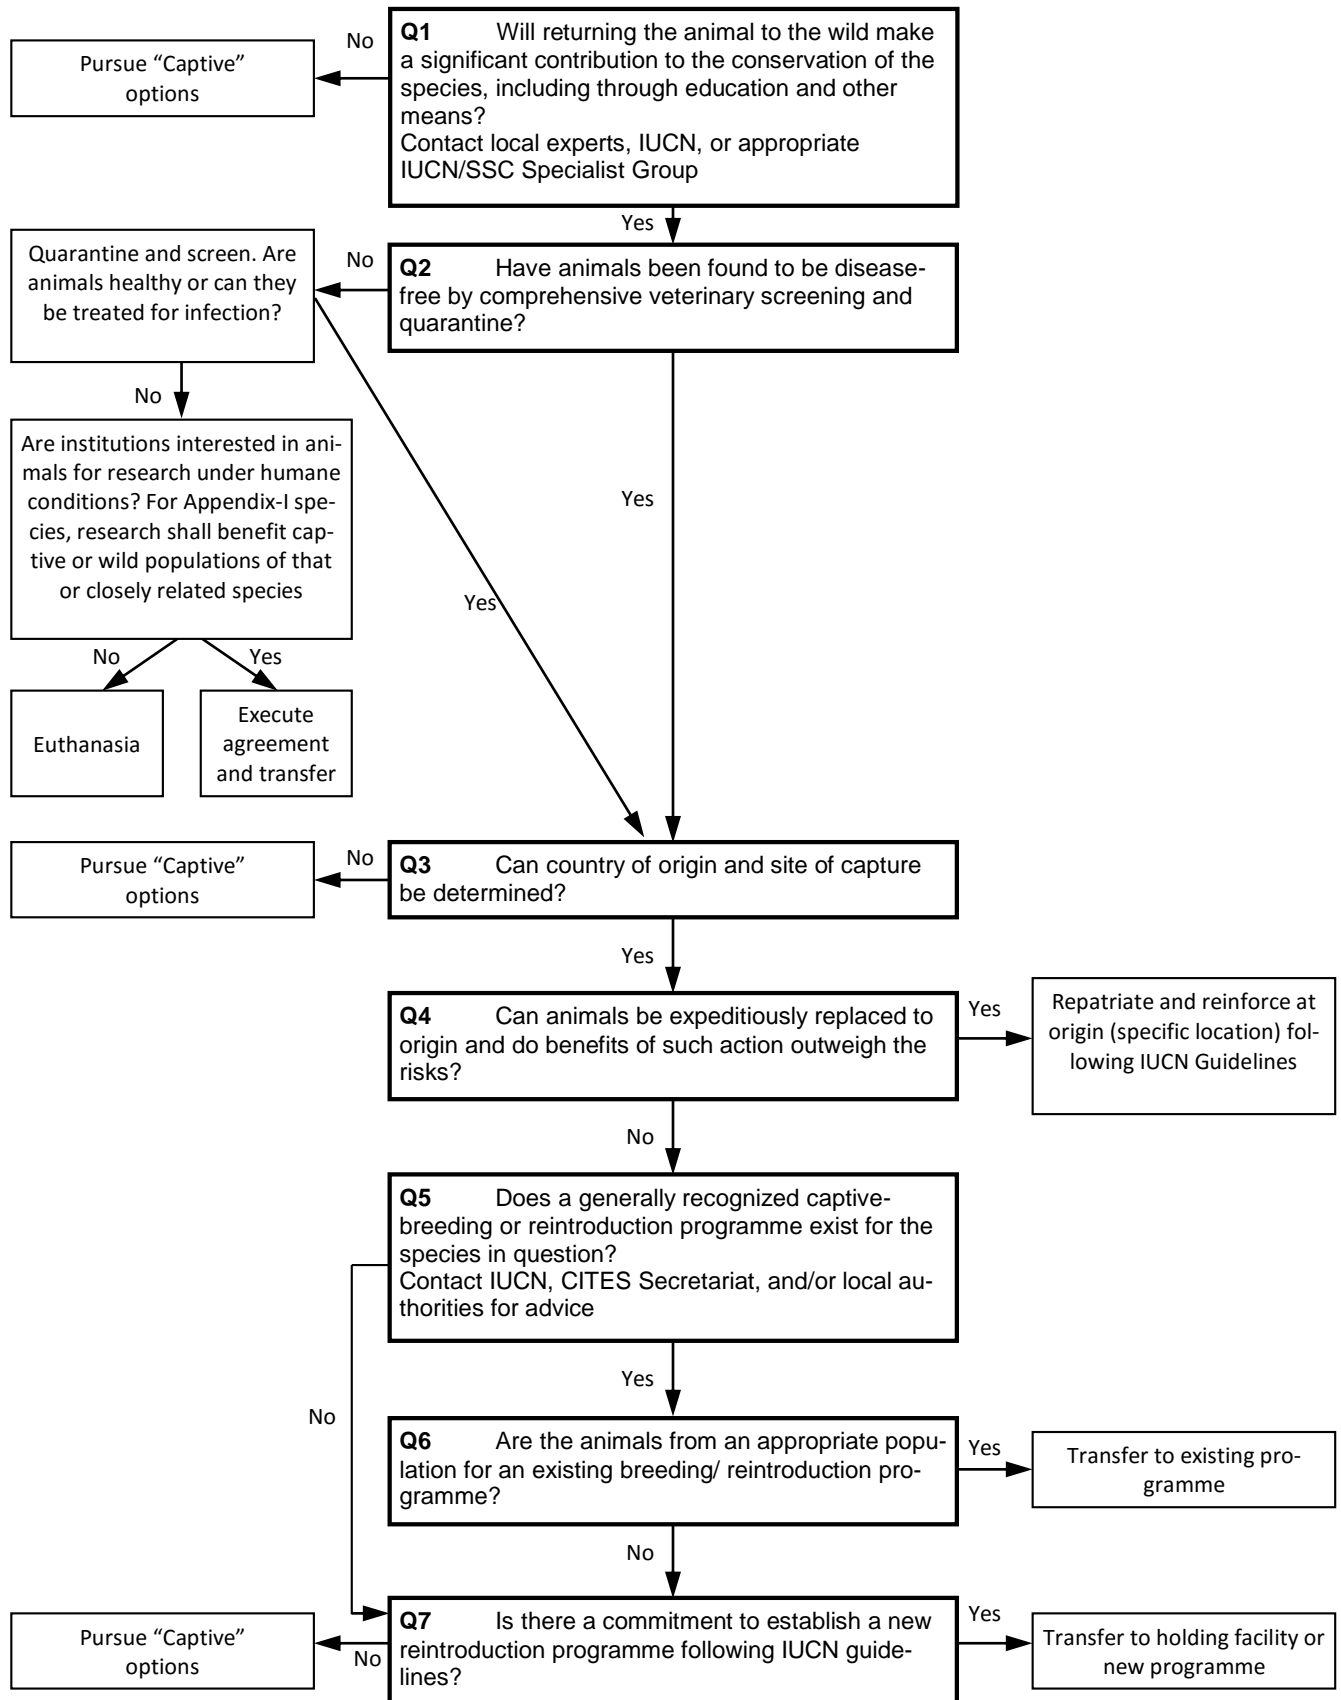 No
Q1 Will returning the animal to the wild make
a significant contribution to the conservation of the
species, including through education and other
means?
Contact local experts, IUCN, or appropriate
IUCN/SSC Specialist Group
Pursue “Captive”
options
Yes
Quarantine and screen. Are
animals healthy or can they
be treated for infection?
No
Q2 Have animals been found to be disease-
free by comprehensive veterinary screening and
quarantine?
No
Are institutions interested in ani-
mals for research under humane
conditions? For Appendix-I spe-
cies, research shall benefit cap-
tive or wild populations of that
or closely related species
Yes
Yes
No
Yes
Euthanasia
Execute
agreement
and transfer
Pursue “Captive”
options
No
Q3 Can country of origin and site of capture
be determined?
Yes
Q4 Can animals be expeditiously replaced to
origin and do benefits of such action outweigh the
risks?
Yes
Repatriate and reinforce at
origin (specific location) fol-
lowing IUCN Guidelines
No
Q5 Does a generally recognized captive-
breeding or reintroduction programme exist for the
species in question?
Contact IUCN, CITES Secretariat, and/or local au-
thorities for advice
Yes
No
Q6 Are the animals from an appropriate popu-
lation for an existing breeding/ reintroduction pro-
gramme?
Yes
Transfer to existing pro-
gramme
No
Pursue “Captive”
options
No
Q7 Is there a commitment to establish a new
reintroduction programme following IUCN guide-
lines?
Yes
Transfer to holding facility or
new programme